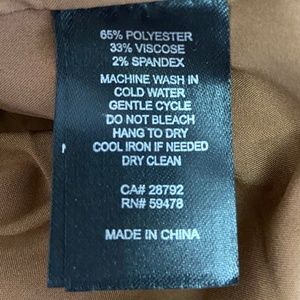 65% POLYESTER
33% VISCOSE
2% SPANDEX
MACHINE WASH IN
COLD WATER
GENTLE CYCLE
DO NOT BLEACH
HANG TO DRY
COOL IRON IF NEEDED
DRY CLEAN
CA# 28792
RN# 59478
MADE IN CHINA